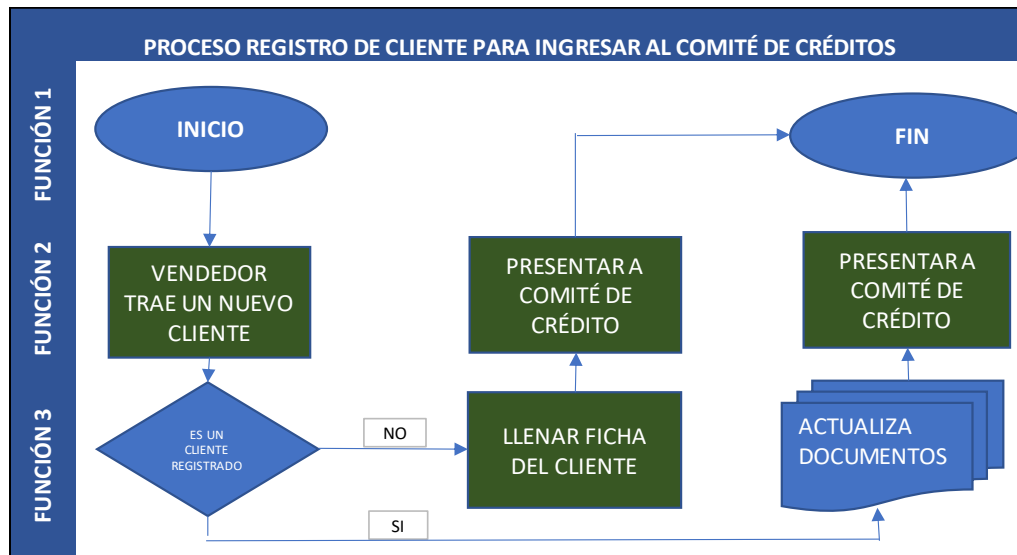 PROCESO REGISTRO DE CLIENTE PARA INGRESAR AL COMITÉ DE CRÉDITOS
FUNCIÓN 1
INICIO
FIN
FUNCIÓN 2
VENDEDOR
TRAE UN NUEVO
CLIENTE
PRESENTAR A
COMITÉ DE
CRÉDITO
PRESENTAR A
COMITÉ DE
CRÉDITO
FUNCIÓN 3
ES UN
CLIENTE
REGISTRADO
NO
LLENAR FICHA
DEL CLIENTE
ACTUALIZA
DOCUMENTOS
SI